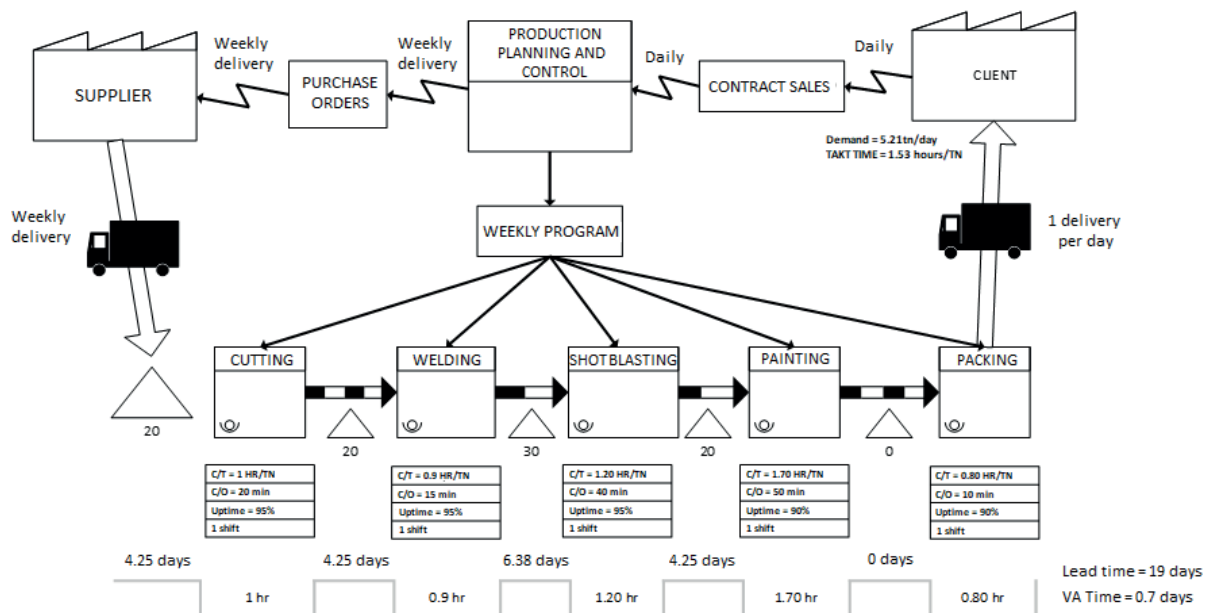 Weekly
delivery
Weekly
delivery
PRODUCTION
PLANNING AND
CONTROL
Daily
Daily
SUPPLIER
PURCHASE
ORDERS
CONTRACT SALES
CLIENT
Demand = 5.21tn/day
TAKT TIME = 1.53 hours/TN
Weekly
delivery
WEEKLY PROGRAM
1 delivery
per day
CUTTING
WELDING
SHOT BLASTING
PAINTING
PACKING
20
20
30
20
0
C/T = 1 HR/TN
C/O = 20 min
Uptime = 95%
1 shift
C/T = 0.9 HR/TN
C/O = 15 min
Uptime = 95%
1 shift
C/T = 1.20 HR/TN
C/O = 40 min
Uptime = 95%
1 shift
C/T = 1.70 HR/TN
C/O = 50 min
Uptime = 90%
1 shift
C/T = 0.80 HR/TN
C/O = 10 min
Uptime = 90%
1 shift
4.25 days
4.25 days
6.38 days
4.25 days
0 days
1 hr
0.9 hr
1.20 hr
1.70 hr
0.80 hr
Lead time = 19 days
VA Time = 0.7 days